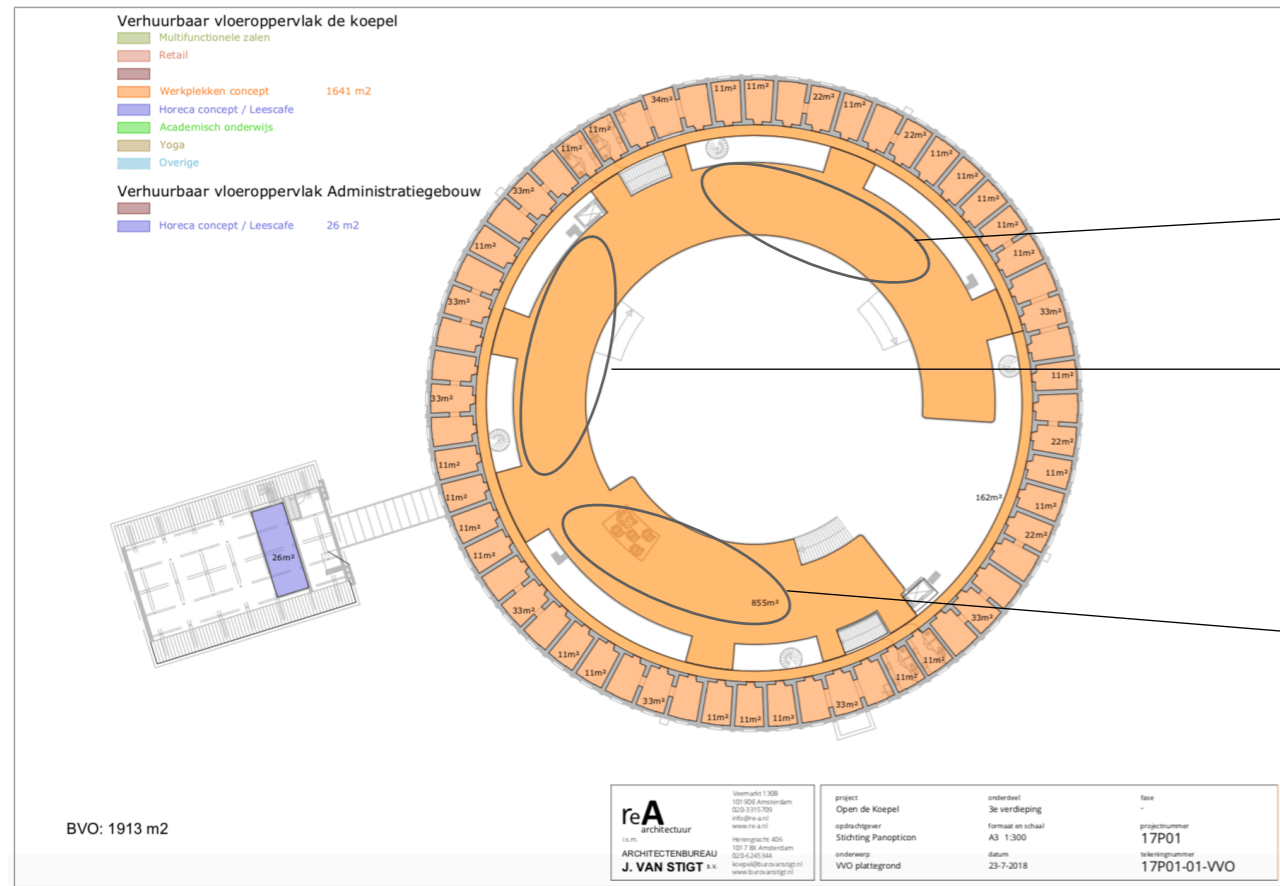 Verhuurbaar vloeroppervlak de koepel
Multifunctionele zalen
Retail
Werkplekken concept 1641 m2
Horeca concept / Leescafe
Academisch onderwijs
Yoga
Overige
Verhuurbaar vloeroppervlak Administratiegebouw
Horeca concept / Leescafe 26 m2
34m²
11m²
11m²
22m²
11m²
22m²
11m²
11m²
11m²
11m²
11m²
33m²
11m²
22m²
11m²
11m²
22m²
33m²
11m²
11m²
33m²
11m²
11m²
11m²
33m²
11m²
11m²
33m²
11m²
11m²
11m²
11m²
33m²
33m²
11m²
33m²
11m²
11m²
162m²
855m²
26m²
BVO: 1913 m2
reA
architectuur
i.s.m.
ARCHITECTENBUREAU
J. VAN STIGT B.V.
Veemarkt 130B
1019DE Amsterdam
020-3315709
info@re-a.nl
www.re-a.nl
Herengracht 406
1017 BX Amsterdam
020-6245344
koepel@burovanstigt.nl
www.burovanstigt.nl
project
Open de Koepel
opdrachtgever
Stichting Panopticon
onderwerp
VVO plattegrond
onderdeel
3e verdieping
formaat en schaal
A3 1:300
datum
23-7-2018
fase
-
projectnummer
17P01
tekeningnummer
17P01-01-VVO